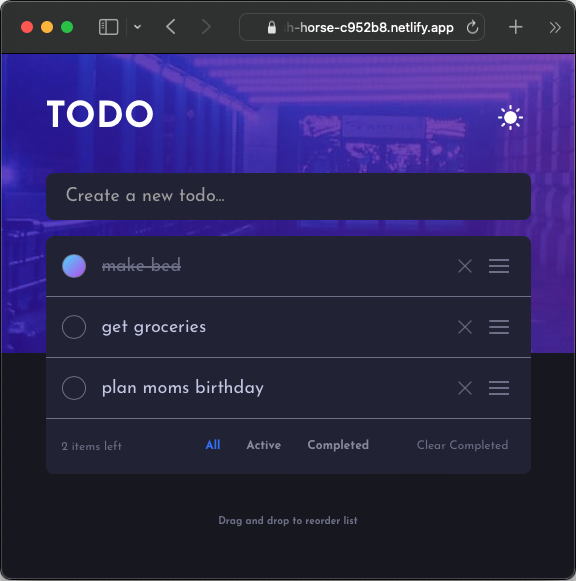 -horse-c952b8.netlify.app
TODO
Create a new todo...
make bed
get groceries
plan moms birthday
2 items left All Active Completed Clear Completed
Drag and drop to reorder list